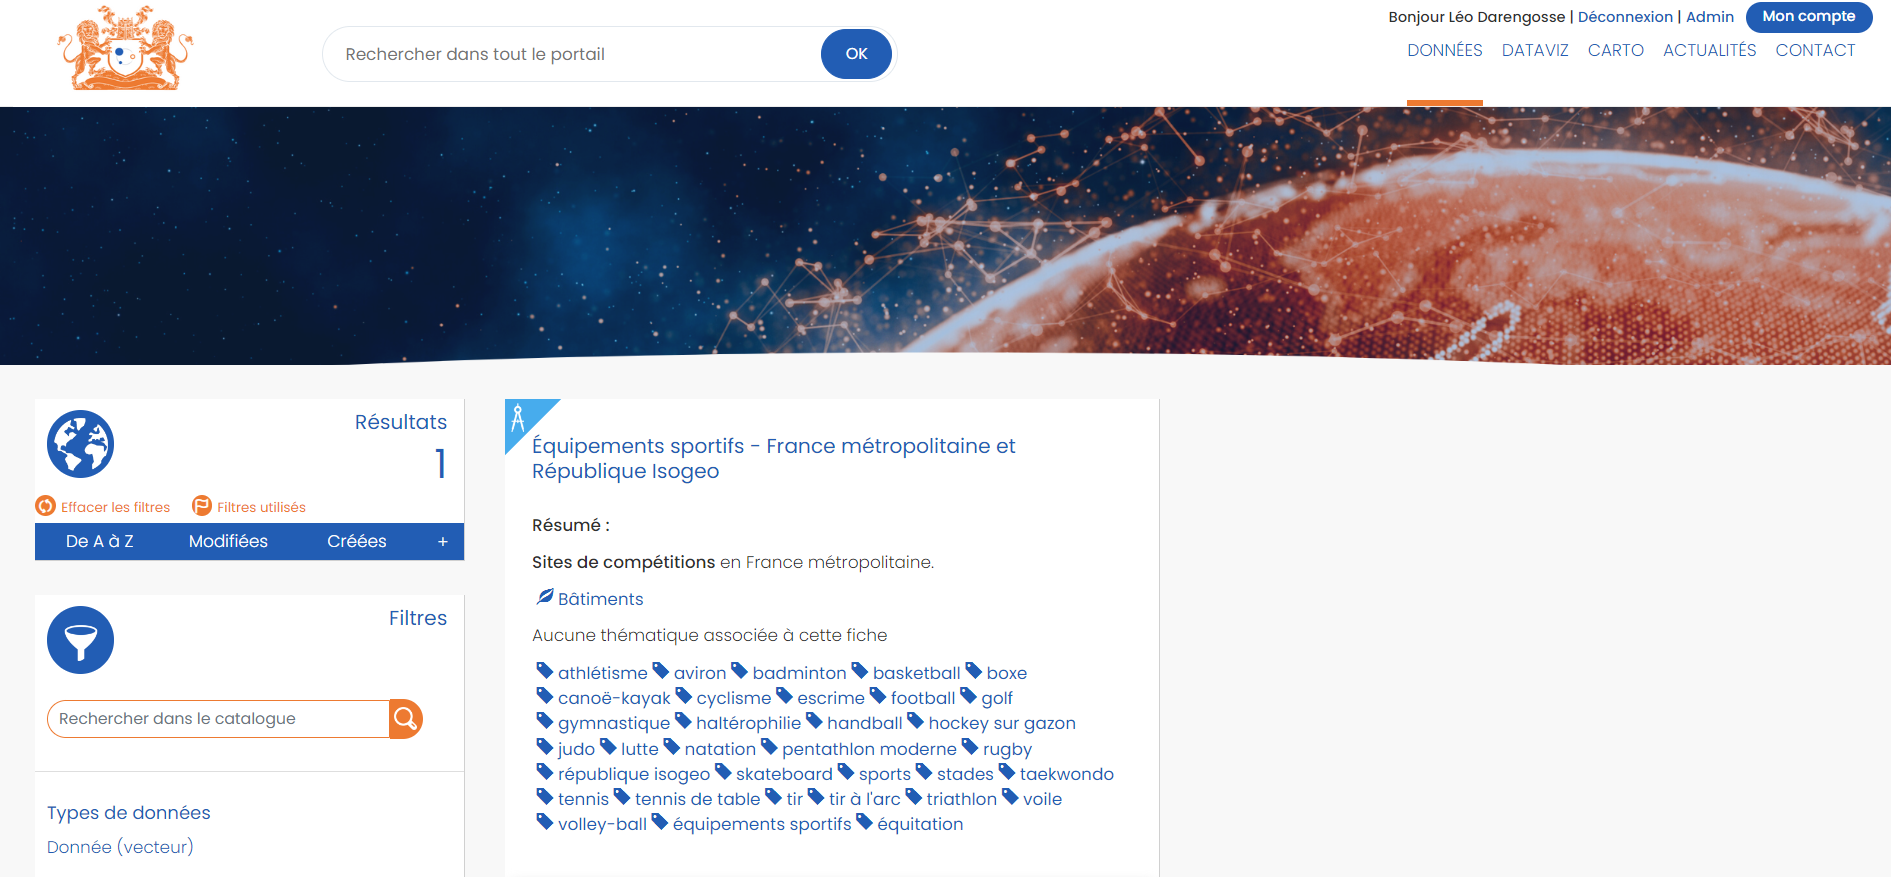 Rechercher dans tout le portail
OK
Bonjour Léo Darengosse | Déconnexion | Admin Mon compte
DONNÉES DATAVIZ CARTO ACTUALITÉS CONTACT
Résultats
1
Effacer les filtres Filtres utilisés
De A à Z Modifiées Créées +
Filtres
Rechercher dans le catalogue
Types de données
Donnée (vecteur)
Équipements sportifs - France métropolitaine et
République Isogeo
Résumé :
Sites de compétitions en France métropolitaine.
Bâtiments
Aucune thématique associée à cette fiche
athlétisme aviron badminton basketball boxe
canoë-kayak cyclisme escrime football golf
gymnastique haltérophilie handball hockey sur gazon
judo lutte natation pentathlon moderne rugby
république isogeo skateboard sports stades taekwondo
tennis tennis de table tir tir à l'arc triathlon voile
volley-ball équipements sportifs équitation